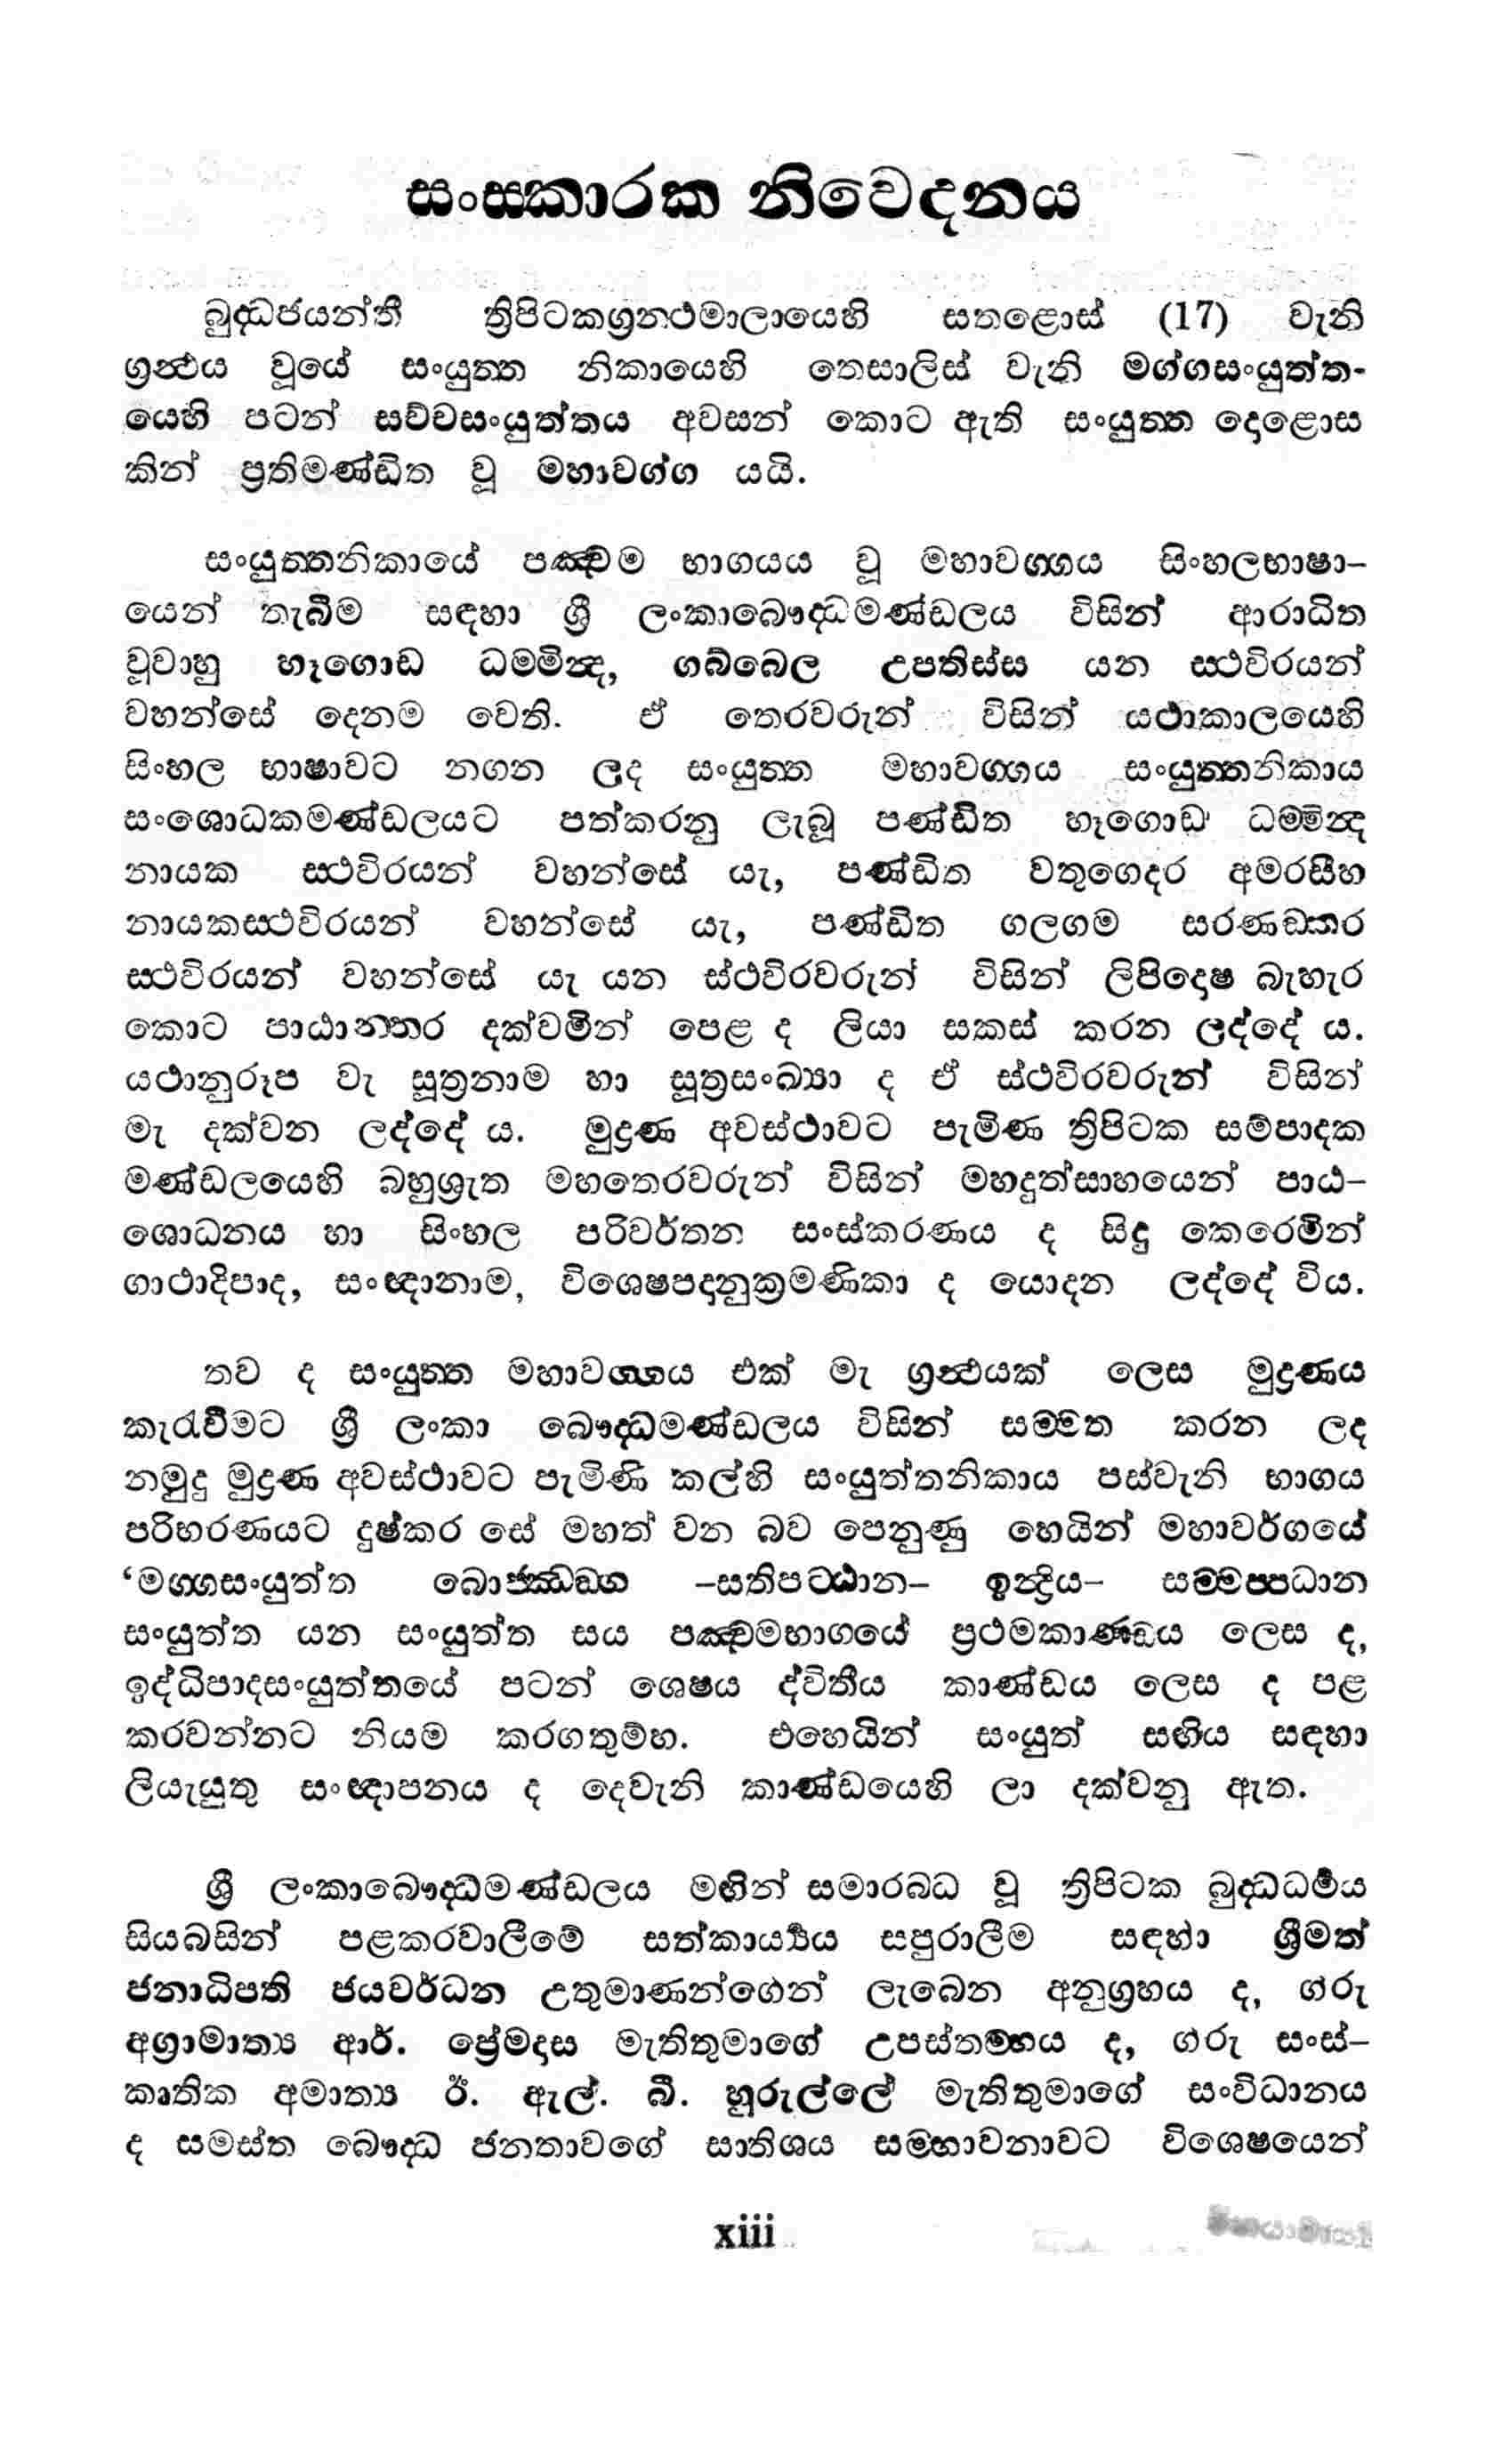 සංස්කාරක නිවෙදනය
බුද්ධජයන්තී ත්‍රිපිටකග්‍රන්ථමාලායෙහි සතළොස් (17) වැනි
ග්‍රන්ථය වූයේ සංයුත්ත නිකායෙහි තෙසාලිස් වැනි මග්ගසංයුත්ත-
යෙහි පටන් සච්චසංයුත්තය අවසන් කොට ඇති සංයුත්ත දොළොස
කින් ප්‍රතිමණ්ඩිත වූ මහාවග්ග යයි.
සංයුත්තනිකායේ පඤ්චම භාගයය වූ මහාවග්ගය සිංහලභාෂා–
යෙන් තැබීම සඳහා ශ්‍රී ලංකාබෞද්ධමණ්ඩලය විසින් ආරාධිත
වූවාහු හෑගොඩ ධම්මින්ද, ගබ්බෙල උපතිස්ස යන ස්ථවිරයන්
වහන්සේ දෙනම වෙති. ඒ තෙරවරුන් විසින් යථාකාලයෙහි
සිංහල භාෂාවට නගන ලද සංයුත්ත මහාවග්ගය සංයුත්තනිකාය
සංශොධකමණ්ඩලයට පත්කරනු ලැබූ පණ්ඩිත හෑගොඩ ධම්මින්ද
නායක ස්ථවිරයන් වහන්සේ යැ, පණ්ඩිත වතුගෙදර අමරසීහ
නායකස්ථවිරයන් වහන්සේ යැ, පණ්ඩිත ගලගම සරණඞ්කර
ස්ථවිරයන් වහන්සේ යැ යන ස්ථවිරවරුන් විසින් ලිපිදොෂ බැහැර
කොට පාඨාන්තර දක්වමින් පෙළ ද ලියා සකස් කරන ලද්දේ ය.
යථානුරූප වැ සූත්‍රනාම හා සූත්‍රසංඛ්‍යා ද ඒ ස්ථවිරවරුන් විසින්
මැ දක්වන ලද්දේ ය. මුද්‍රණ අවස්ථාවට පැමිණ ත්‍රිපිටක සම්පාදක
මණ්ඩලයෙහි බහුශ්‍රැත මහතෙරවරුන් විසින් මහදුත්සාහයෙන් පාඨ–
ශොධනය හා සිංහල පරිවර්තන සංස්කරණය ද සිදු කෙරෙමින්
ගාථාදිපාද, සංඥානාම, විශෙෂපදානුක්‍රමණිකා ද යොදන ලද්දේ විය.
තව ද සංයුත්ත මහාවග්ගය එක් මැ ග්‍රන්ථයක් ලෙස මුද්‍රණය
කැරැවීමට ශ්‍රී ලංකා බෞද්ධමණ්ඩලය විසින් සම්මත කරන ලද
නමුදු මුද්‍රණ අවස්ථාවට පැමිණි කල්හි සංයුත්තනිකාය පස්වැනි භාගය
පරිහරණයට දුෂ්කර සේ මහත් වන බව පෙනුණු හෙයින් මහාවර්ගයේ
‘මග්ගසංයුත්ත බොජ්ඣඞ්ග –සතිපට්ඨාන– ඉන්ද්‍රිය– සම්මප්පධාන
සංයුත්ත යන සංයුත්ත සය පඤ්චමභාගයේ ප්‍රථමකාණ්ඩය ලෙස ද,
ඉද්ධිපාදසංයුත්තයේ පටන් ශෙෂය ද්විතීය කාණ්ඩය ලෙස ද පළ
කරවන්නට නියම කරගතුම්හ. එහෙයින් සංයුත් සඟිය සඳහා
ලියැයුතු සංඥාපනය ද දෙවැනි කාණ්ඩයෙහි ලා දක්වනු ඇත.
ශ්‍රී ලංකාබෞද්ධමණ්ඩලය මඟින් සමාරබ්ධ වූ ත්‍රිපිටක බුද්ධධර්‍මය
සියබසින් පළකරවාලීමේ සත්කාර්‍ය්‍යය සපුරාලීම සඳහා ශ්‍රීමත්
ජනාධිපති ජයවර්ධන උතුමාණන්ගෙන් ලැබෙන අනුග්‍රහය ද, ගරු
අග්‍රාමාත්‍ය ආර්. ප්‍රේමදාස මැතිතුමාගේ උපස්තම්භය ද, ගරු සංස්–
කෘතික අමාත්‍ය ඊ. ඇල්. බී. හුරුල්ලේ මැතිතුමාගේ සංවිධානය
ද සමස්ත බෞද්ධ ජනතාවගේ සාතිශය සම්භාවනාවට විශෙෂයෙන්
xiii